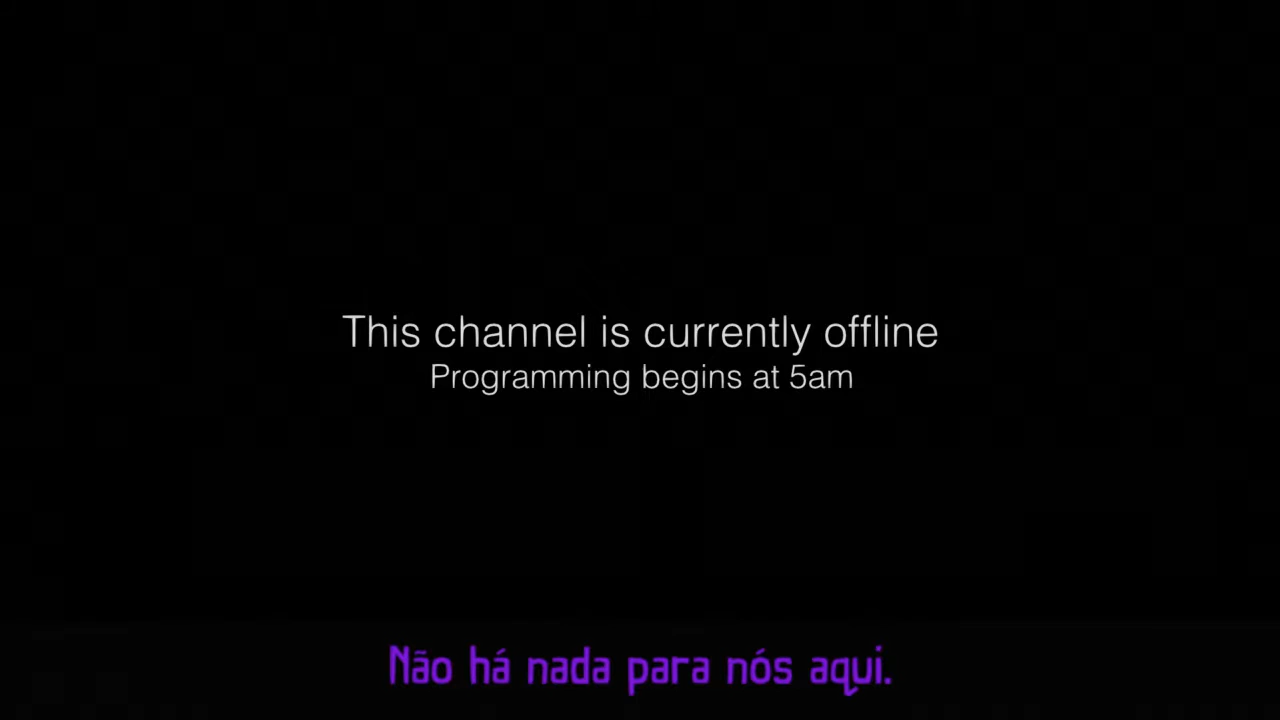 This channel is currently offline
Programming begins at 5am
Não há nada para nós aqui.